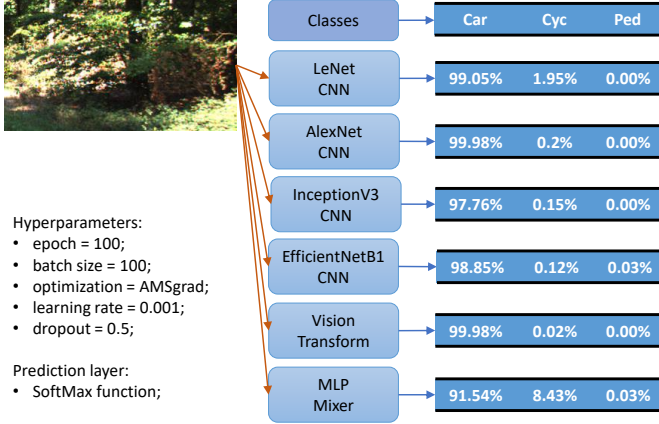 Classes Car Cyc Ped
LeNet
CNN
99.05% 1.95% 0.00%
AlexNet
CNN
99.98% 0.2% 0.00%
InceptionV3
CNN
97.76% 0.15% 0.00%
EfficientNetB1
CNN
98.85% 0.12% 0.03%
Vision
Transform
99.98% 0.02% 0.00%
MLP
Mixer
91.54% 8.43% 0.03%
Hyperparameters:
• epoch = 100;
• batch size = 100;
• optimization = AMSgrad;
• learning rate = 0.001;
• dropout = 0.5;
Prediction layer:
• SoftMax function;